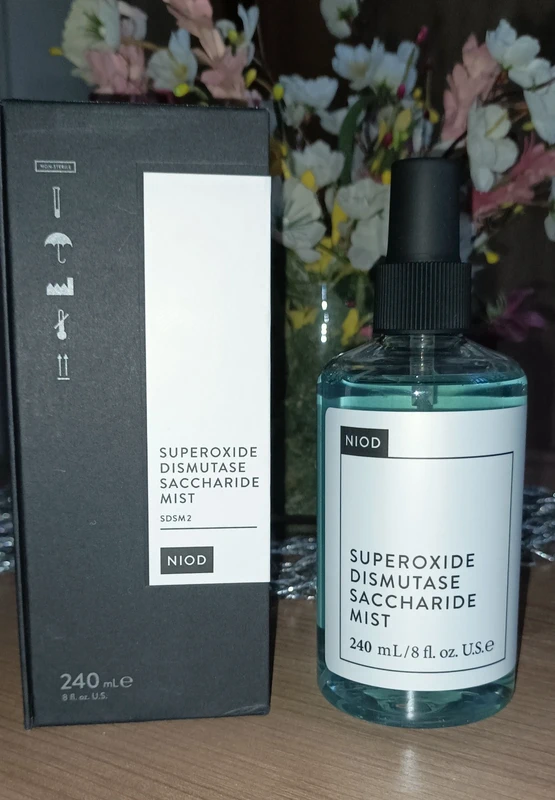 NON-STERILE
SUPEROXIDE
DISMUTASE
SACCHARIDE
MIST
SDSM2
NIOD
240 mL e
8 fl. oz. U.S.
NIOD
SUPEROXIDE
DISMUTASE
SACCHARIDE
MIST
240 mL/8 fl. oz. U.S. e